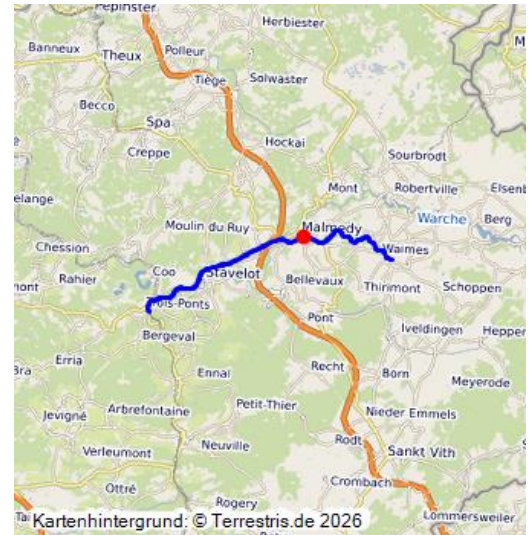 Pepinster
Herbiester
Banneux
Theux
Polleur
Tiège
Solwaster
Becco
Spa
Hockai
Creppe
Sourbrodt
Mont
Robertville
Elsenb
elange
Moulin du Ruy
Malmedy
Warche
Berg
Chession
Waimes
Rahier
Coo
Stavelot
Bellevaux
Thirimont
Schoppen
mont
Trois-Ponts
Pont
Iveldingen
Hepper
Bergeval
Erria
Bra
Ennal
Recht
Born
Meyerode
Petit-Thier
Jevigné
Arbrefontaine
Nieder Emmels
Neuville
Rodt
Sankt Vith
Verleumont
Ottré
Crombach
Rogery
Lommersweiler
Kartenhintergrund: © Terrestris.de 2026